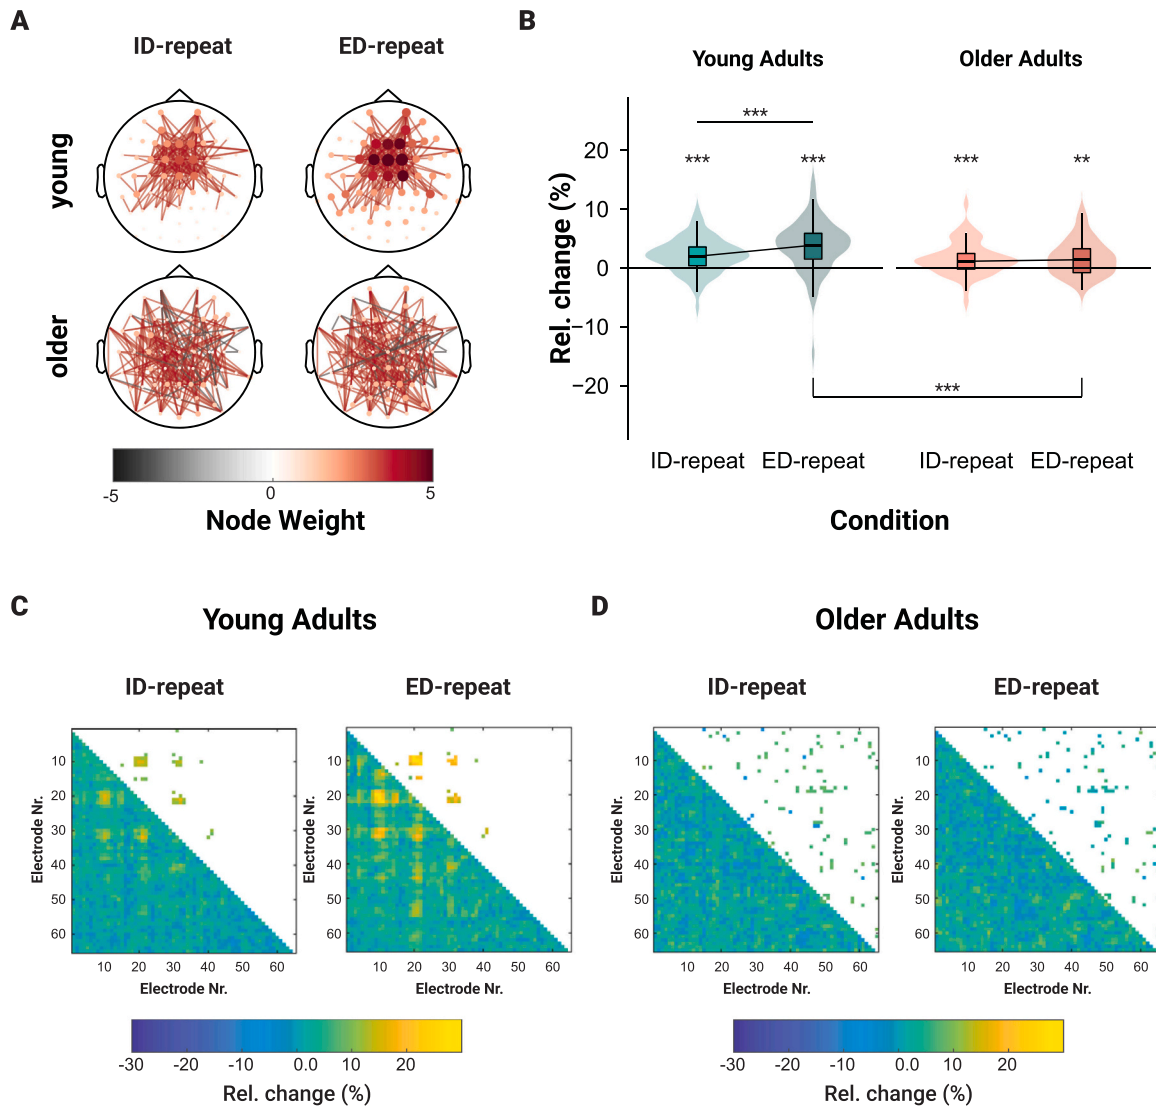 A
ID-repeat ED-repeat
young
older
-5 0 5
Node Weight
B
Young Adults Older Adults
***
*** *** *** **
20
10
0
−10
−20
Rel. change (%)
***
ID-repeat ED-repeat ID-repeat ED-repeat
Condition
C
Young Adults
ID-repeat ED-repeat
10
20
30
40
50
60
Electrode Nr.
10 20 30 40 50 60
Electrode Nr.
10
20
30
40
50
60
Electrode Nr.
10 20 30 40 50 60
Electrode Nr.
-30 -20 -10 0.0 10 20
Rel. change (%)
D
Older Adults
ID-repeat ED-repeat
10
20
30
40
50
60
Electrode Nr.
10 20 30 40 50 60
Electrode Nr.
10
20
30
40
50
60
Electrode Nr.
10 20 30 40 50 60
Electrode Nr.
-30 -20 -10 0.0 10 20
Rel. change (%)